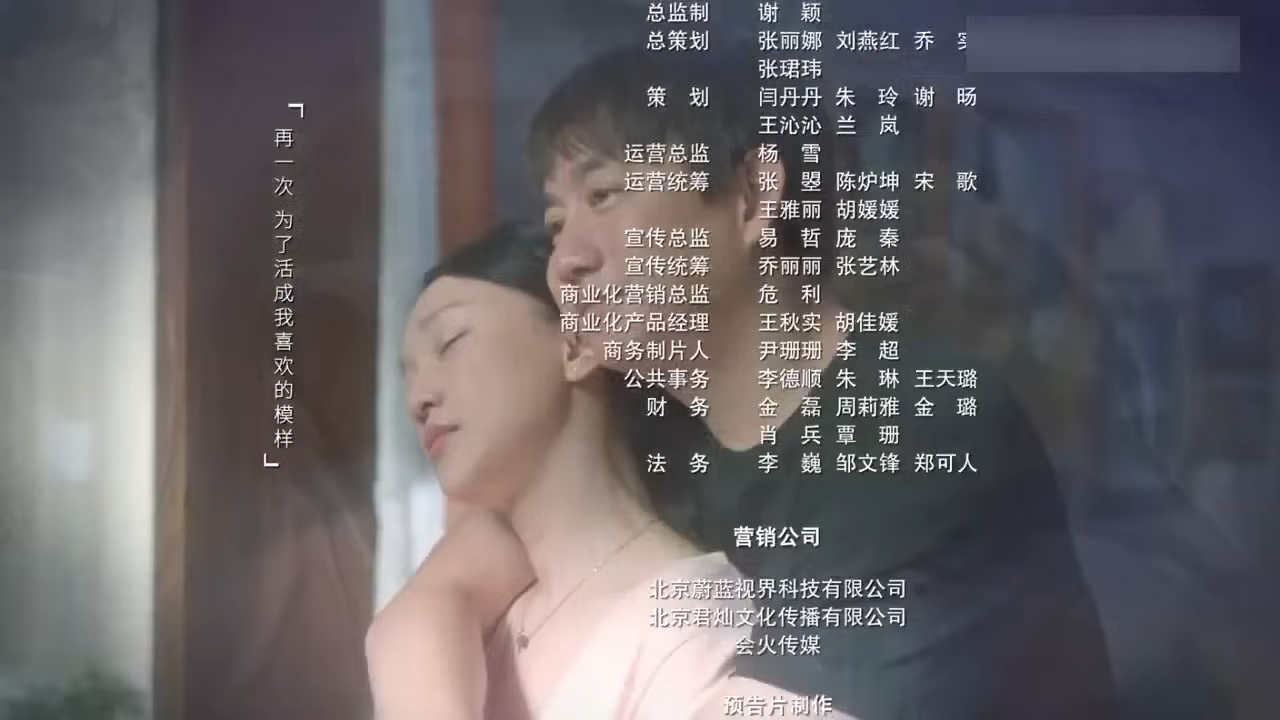 「再一次 为了活成我喜欢的模样」
总监制 谢 颖
总策划 张丽娜 刘燕红 乔
张珺玮
策 划 闫丹丹 朱 玲 谢 旸
王沁沁 兰 岚
运营总监 杨 雪
运营统筹 张 曌 陈炉坤 宋 歌
王雅丽 胡媛媛
宣传总监 易 哲 庞 秦
宣传统筹 乔丽丽 张艺林
商业化营销总监 危 利
商业化产品经理 王秋实 胡佳媛
商务制片人 尹珊珊 李 超
公共事务 李德顺 朱 琳 王天璐
财 务 金 磊 周莉雅 金 璐
肖 兵 覃 珊
法 务 李 巍 邹文锋 郑可人
营销公司
北京蔚蓝视界科技有限公司
北京君灿文化传播有限公司
会火传媒
预告片制作